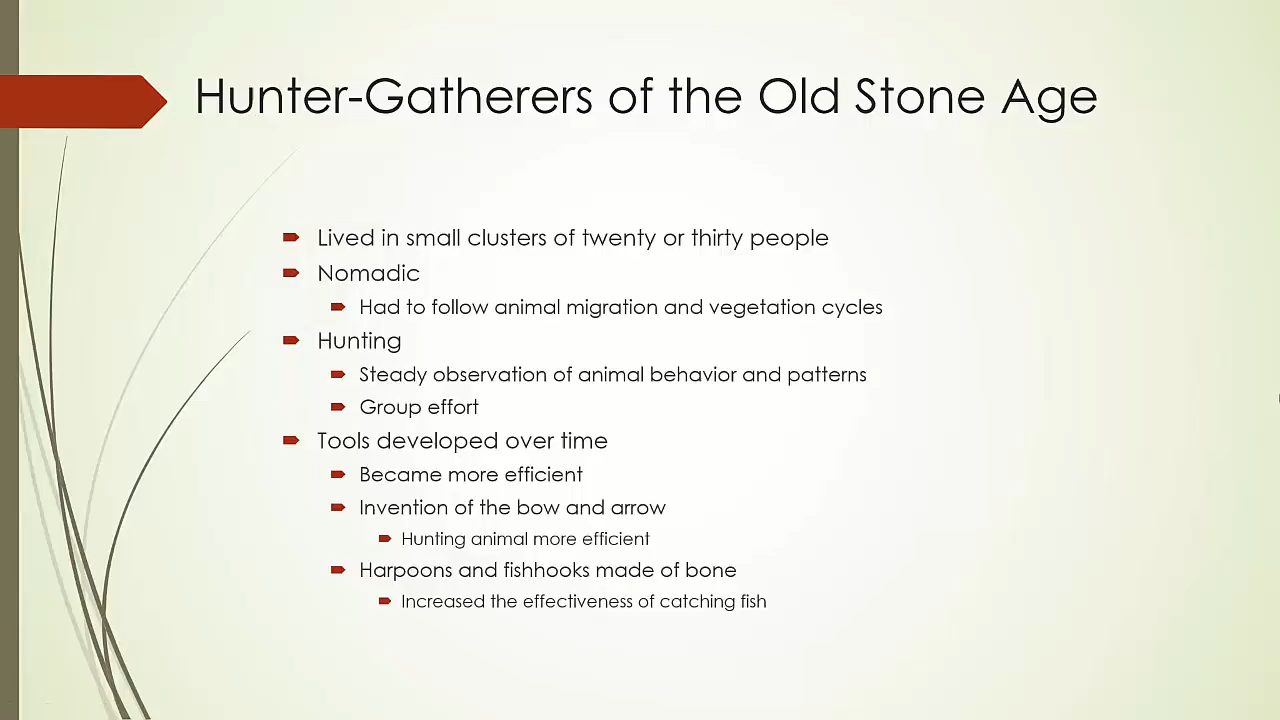 Hunter-Gatherers of the Old Stone Age
Lived in small clusters of twenty or thirty people
Nomadic
Had to follow animal migration and vegetation cycles
Hunting
Steady observation of animal behavior and patterns
Group effort
Tools developed over time
Became more efficient
Invention of the bow and arrow
Hunting animal more efficient
Harpoons and fishhooks made of bone
Increased the effectiveness of catching fish